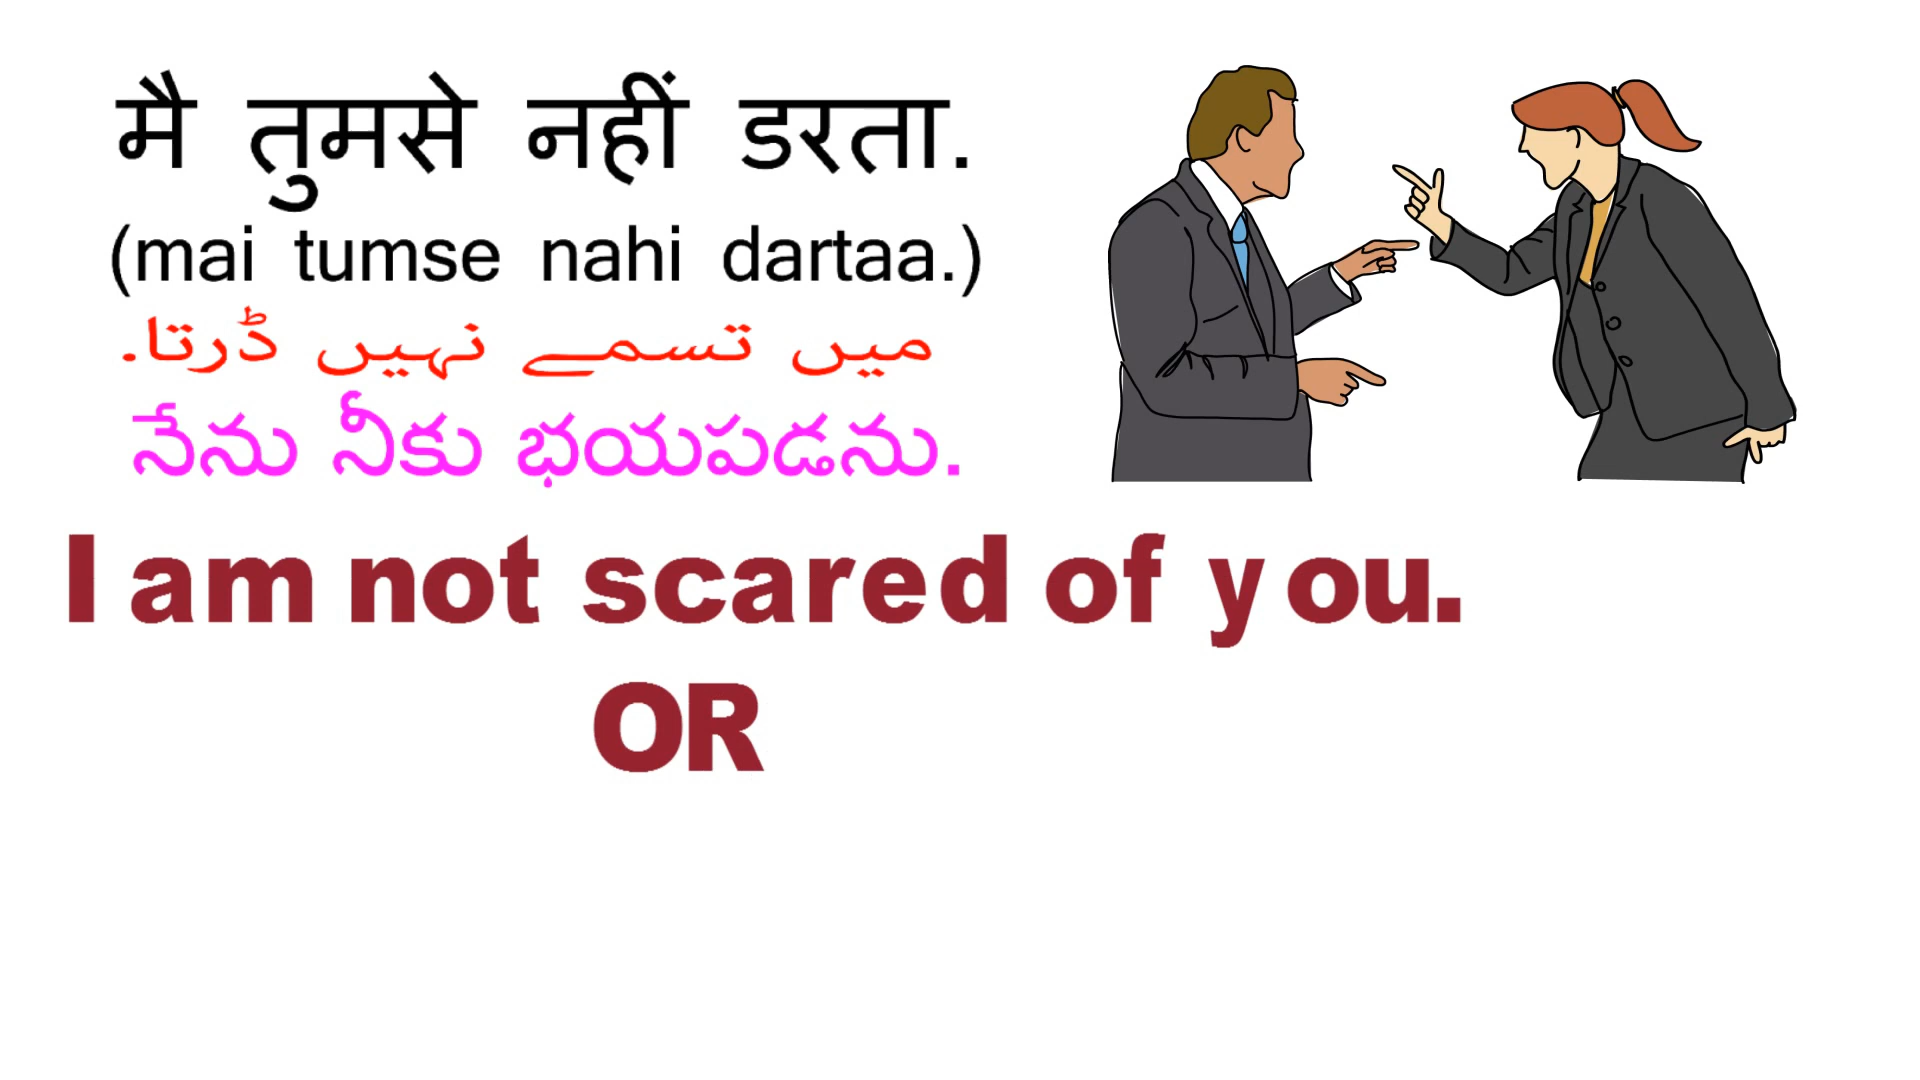 मै तुमसे नहीं डरता.
(mai tumse nahi dartaa.)
میں تسمے نہیں ڈرتا۔
నేను నీకు భయపడను.
I am not scared of you.
OR